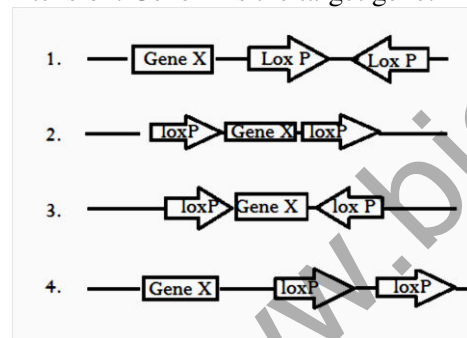 1. Gene X Lox P Lox P
2. loxP Gene X loxP
3. loxP Gene X lox P
4. Gene X loxP loxP